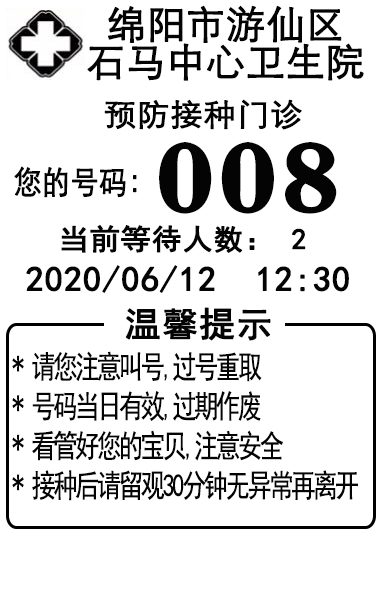 绵阳市游仙区
石马中心卫生院
预防接种门诊
您的号码: 008
当前等待人数： 2
2020/06/12 12:30
温馨提示
* 请您注意叫号, 过号重取
* 号码当日有效, 过期作废
* 看管好您的宝贝, 注意安全
* 接种后请留观30分钟无异常再离开